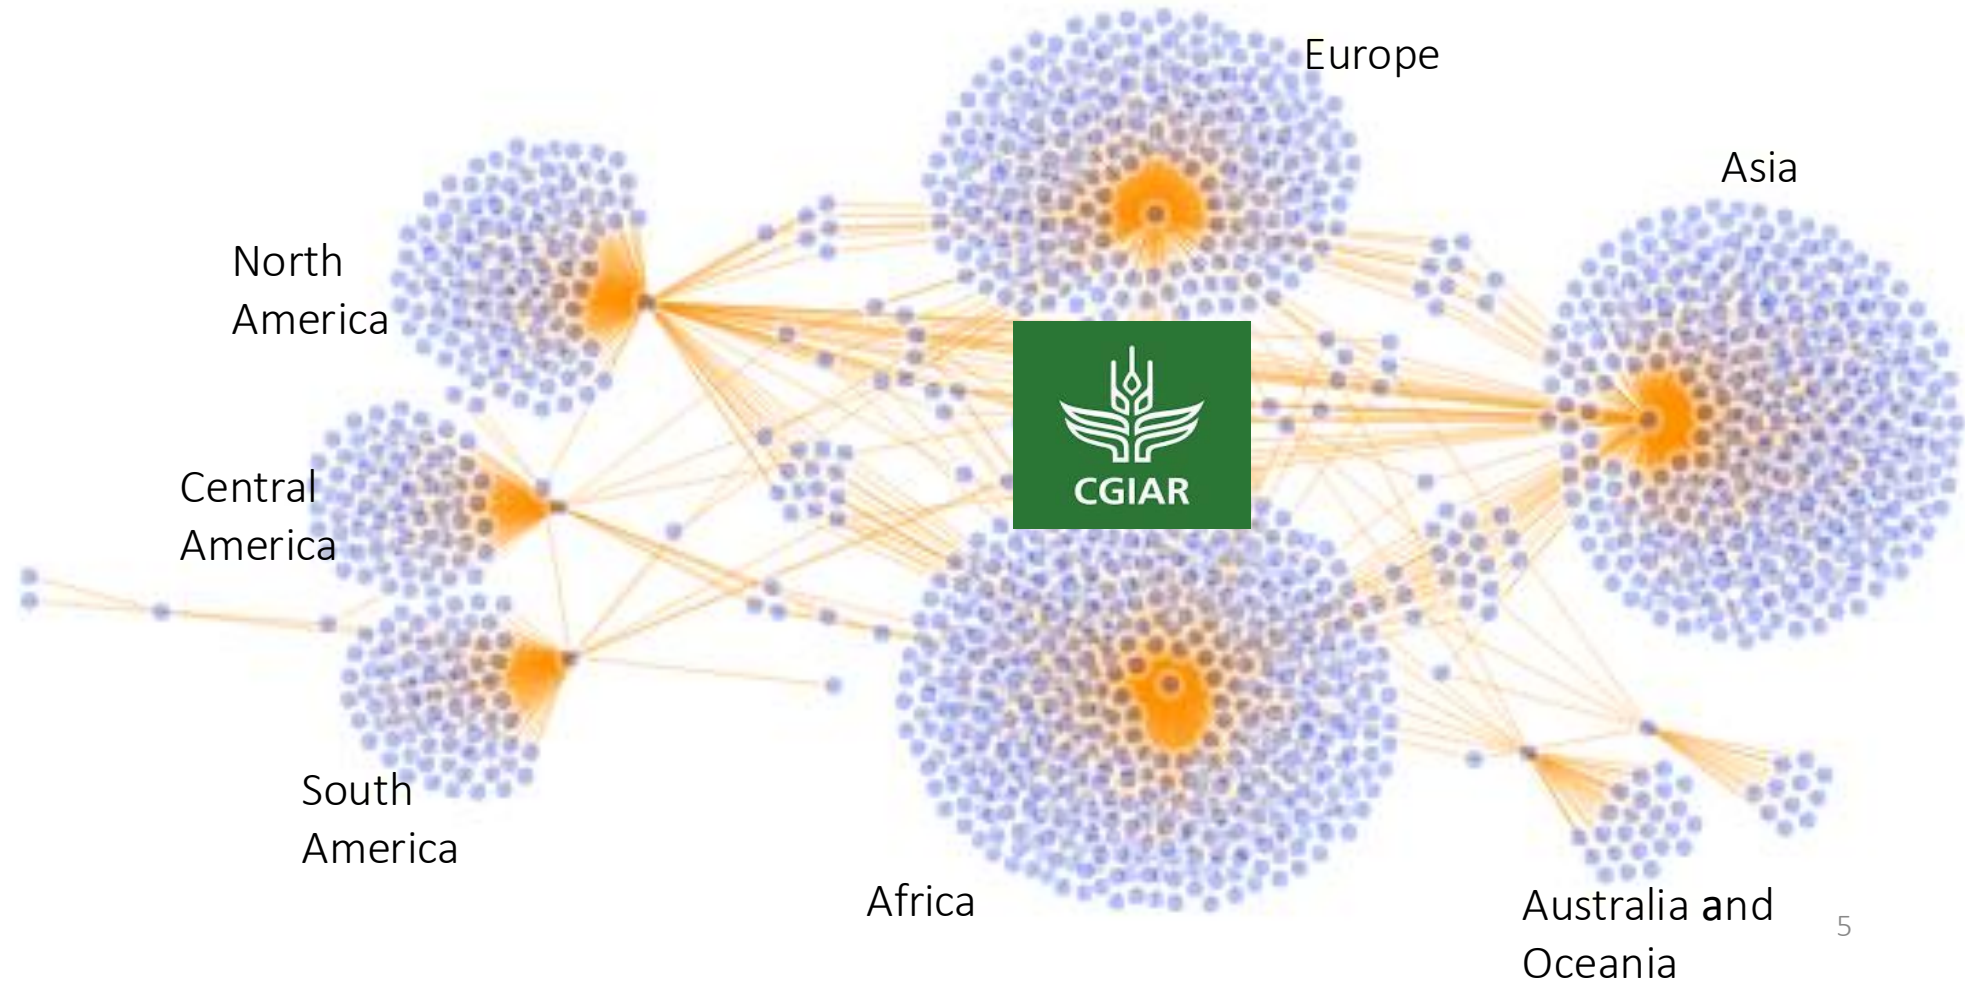 Europe
Asia
North
America
CGIAR
Central
America
South
America
Africa
Australia and
Oceania
5